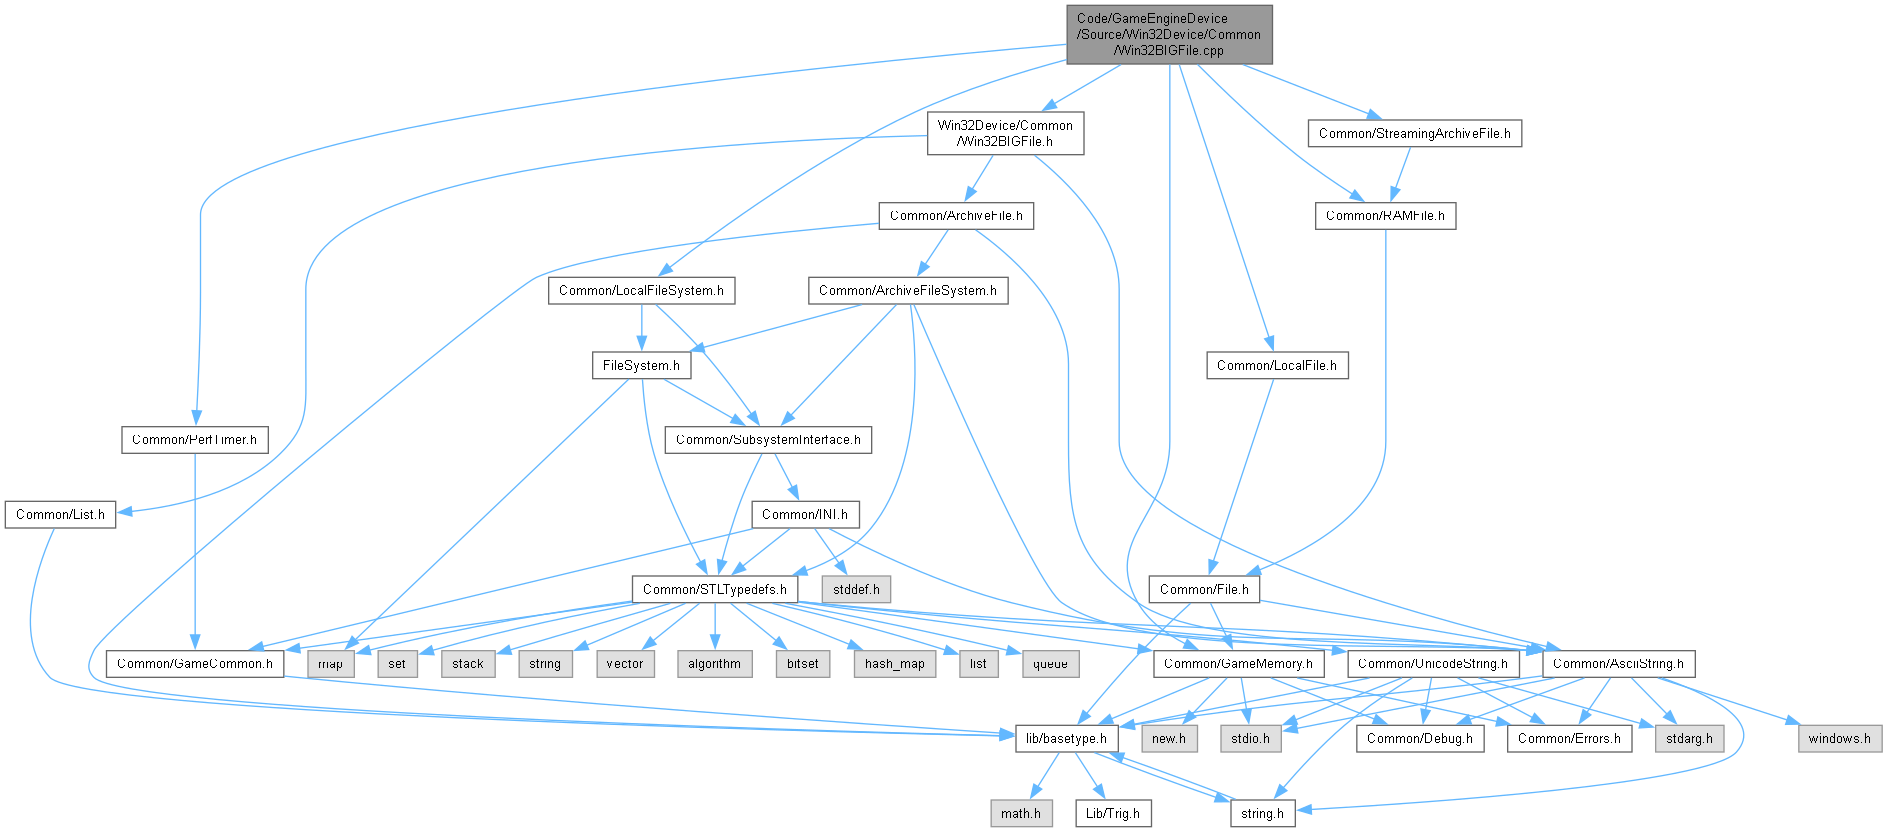 Code/GameEngineDevice
/Source/Win32Device/Common
/Win32BIGFile.cpp
Win32Device/Common
/Win32BIGFile.h
Common/StreamingArchiveFile.h
Common/ArchiveFile.h
Common/RAMFile.h
Common/LocalFileSystem.h
Common/ArchiveFileSystem.h
FileSystem.h
Common/LocalFile.h
Common/PerfTimer.h
Common/SubsystemInterface.h
Common/List.h
Common/INI.h
Common/STLTypedefs.h
stddef.h
Common/File.h
Common/GameCommon.h
map
set
stack
string
vector
algorithm
bitset
hash_map
list
queue
Common/GameMemory.h
Common/UnicodeString.h
Common/AsciiString.h
lib/basetype.h
new.h
stdio.h
Common/Debug.h
Common/Errors.h
stdarg.h
windows.h
math.h
Lib/Trig.h
string.h